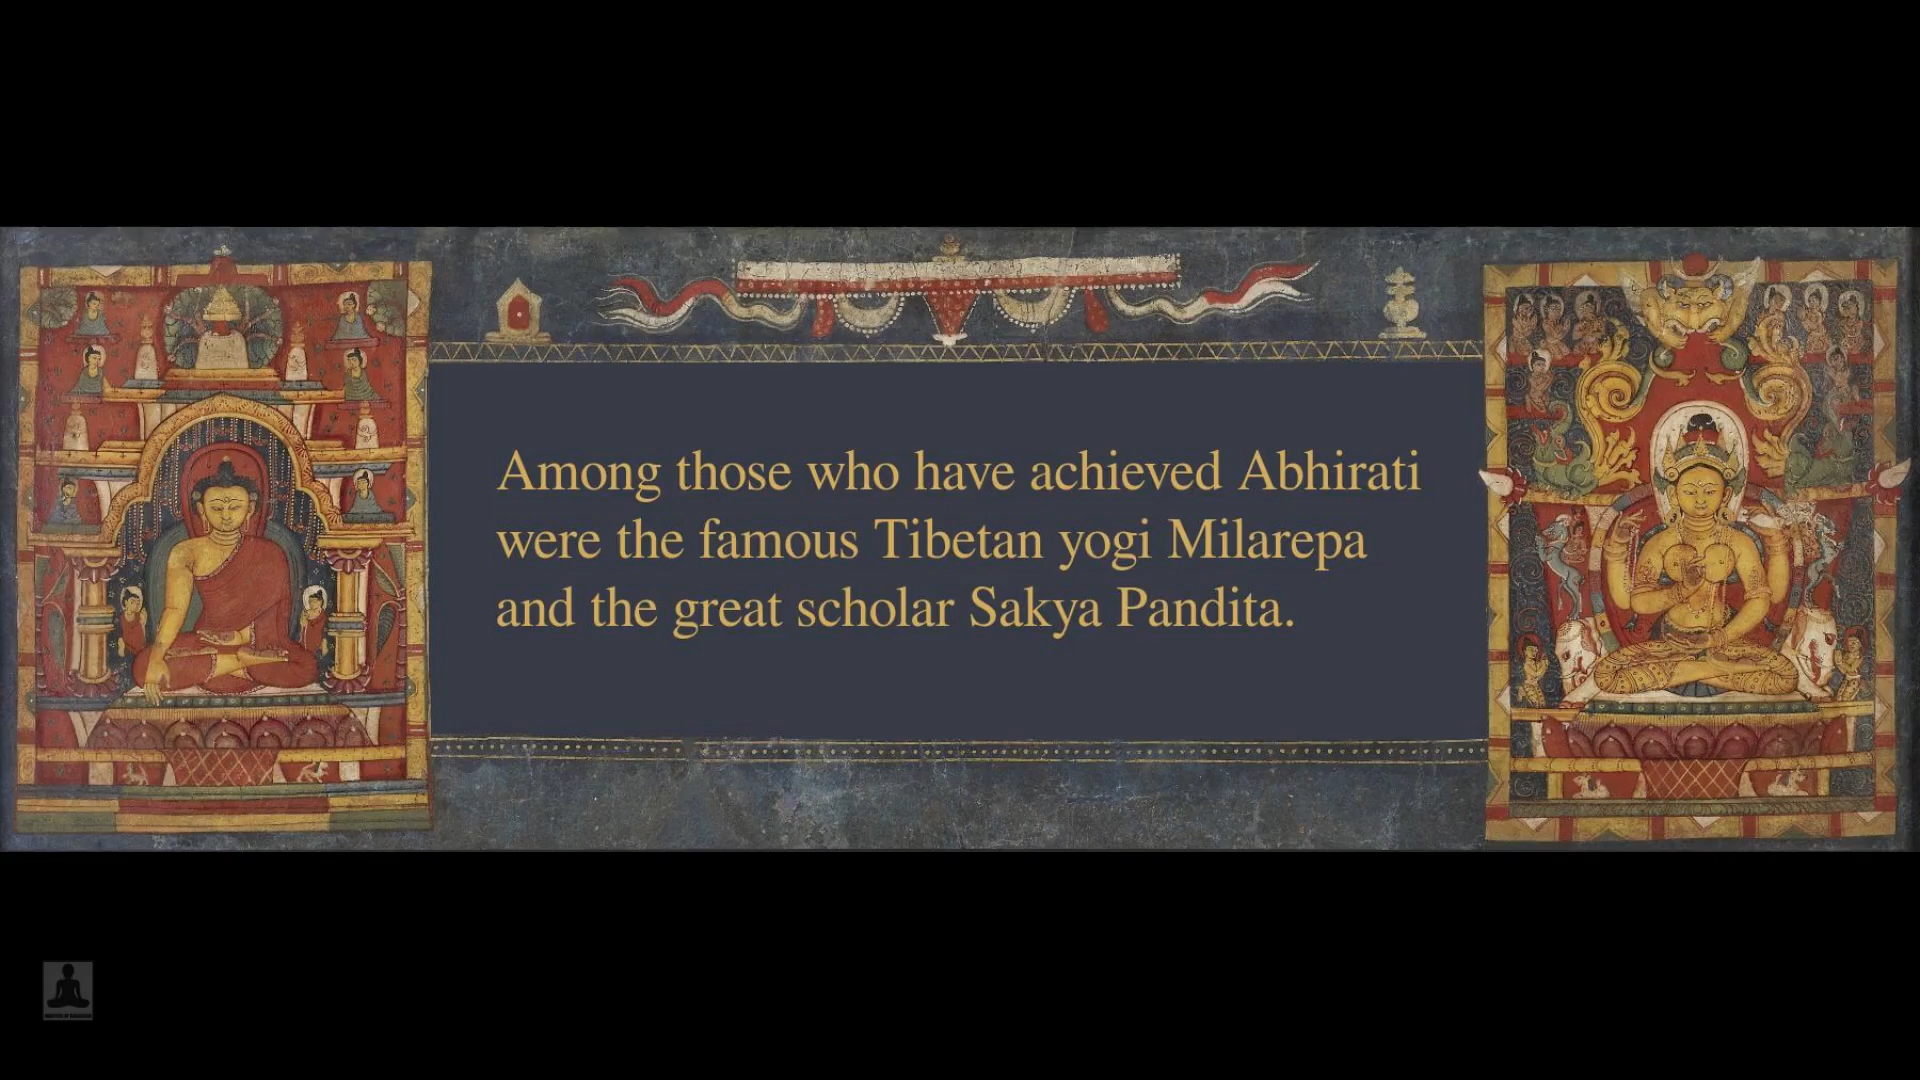 Among those who have achieved Abhirati
were the famous Tibetan yogi Milarepa
and the great scholar Sakya Pandita.